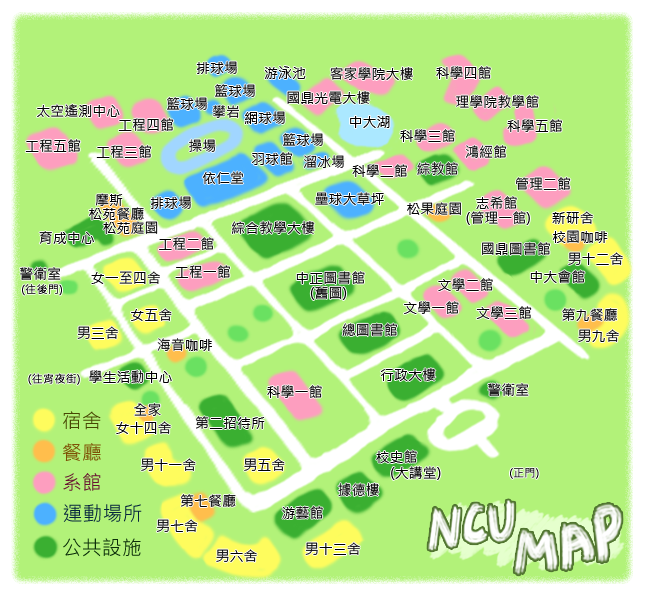 排球場
游泳池
客家學院大樓
科學四館
籃球場
國鼎光電大樓
理學院教學館
籃球場
攀岩
太空遙測中心
網球場
中大湖
工程四館
科學五館
科學三館
工程五館
工程三館
操場
籃球場
鴻經館
羽球館
溜冰場
科學二館
綜教館
依仁堂
管理二館
摩斯
松苑餐廳
松苑庭園
排球場
壘球大草坪
松果庭園
志希館
(管理一館)
新研舍
校園咖啡
男十二舍
育成中心
綜合教學大樓
工程二館
國鼎圖書館
警衛室
(往後門)
女一至四舍
工程一館
中正圖書館
(舊圖)
中大會館
文學二館
文學一館
文學三館
女五舍
第九餐廳
男九舍
男三舍
總圖書館
海音咖啡
(往宵夜街)
學生活動中心
行政大樓
科學一館
警衛室
全家
女十四舍
第二招待所
宿舍
餐廳
系館
運動場所
公共設施
男十一舍
男五舍
校史館
(大講堂)
(正門)
據德樓
第七餐廳
男七舍
游藝館
男六舍
男十三舍
NCU MAP